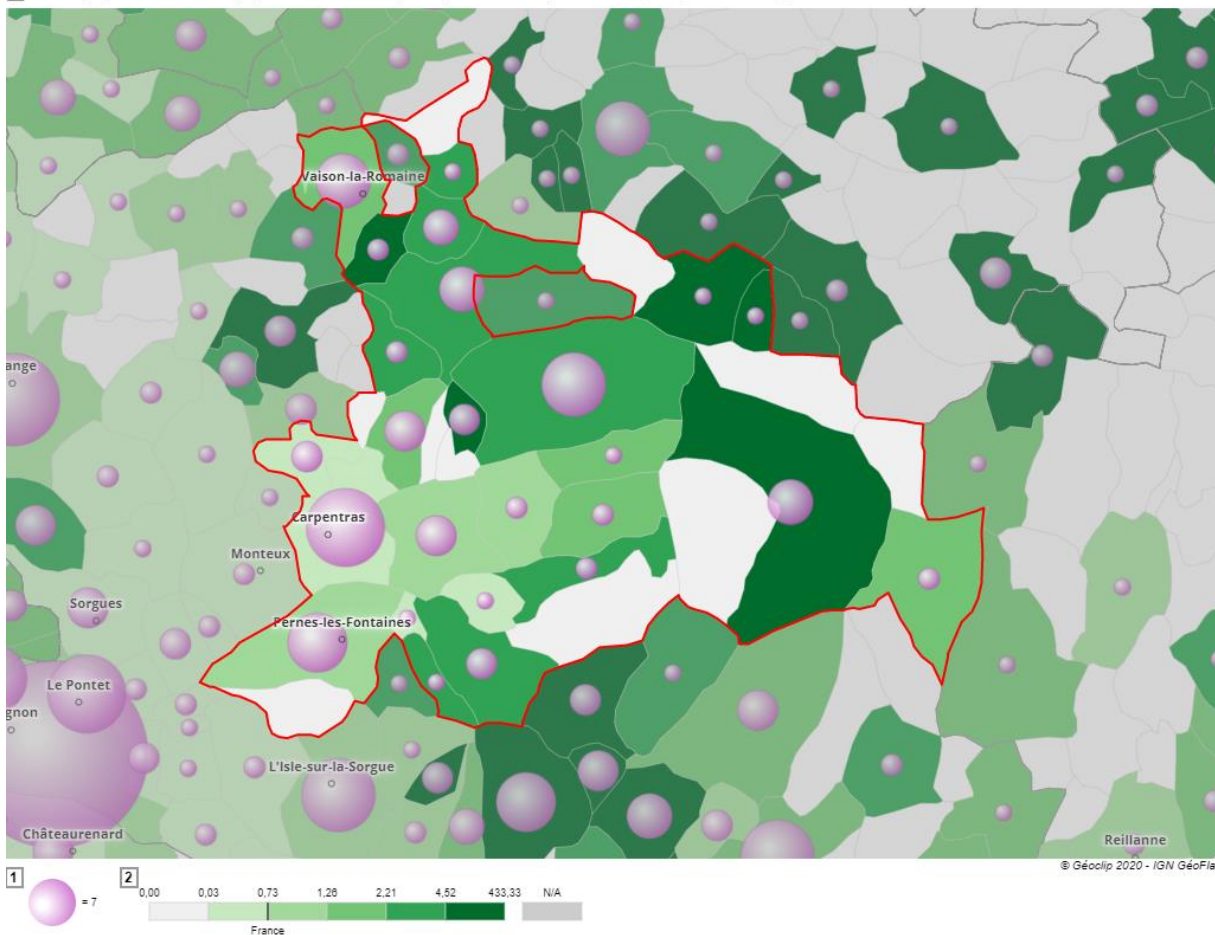 Vaison-la-Romaine
ange
Carpentras
Monteux
Sorgues
Pernes-les-Fontaines
Le Pontet
gnon
L'Isle-sur-la-Sorgue
Châteaurenard
Reillanne
© Géoclip 2020 - IGN GéoFla
1
= 7
2
0,00 0,03 0,73 1,26 2,21 4,52 433,33 N/A
France